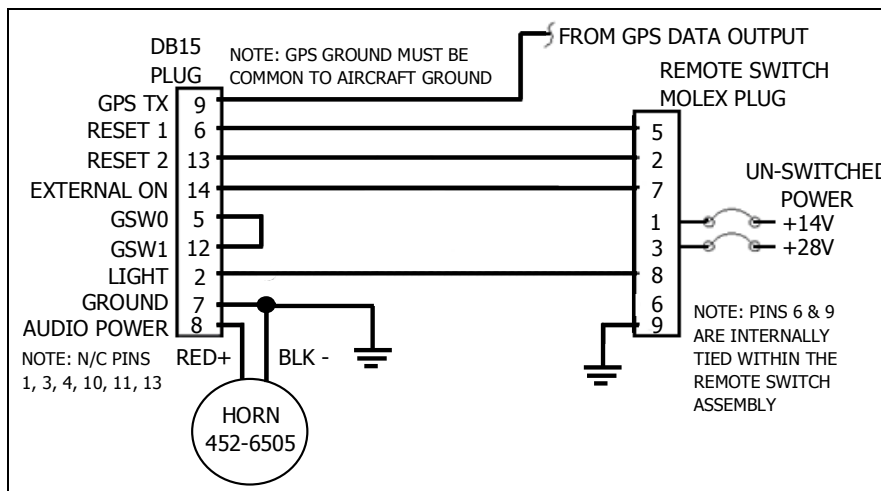 DB15
PLUG
NOTE: GPS GROUND MUST BE
COMMON TO AIRCRAFT GROUND
FROM GPS DATA OUTPUT
REMOTE SWITCH
MOLEX PLUG
GPS TX 9
RESET 1 6
RESET 2 13
EXTERNAL ON 14
GSW0 5
GSW1 12
LIGHT 2
GROUND 7
AUDIO POWER 8
5
2
7
1
3
8
6
9
UN-SWITCHED
POWER
+14V
+28V
NOTE: N/C PINS
1, 3, 4, 10, 11, 13
RED+
BLK -
HORN
452-6505
NOTE: PINS 6 & 9
ARE INTERNALLY
TIED WITHIN THE
REMOTE SWITCH
ASSEMBLY